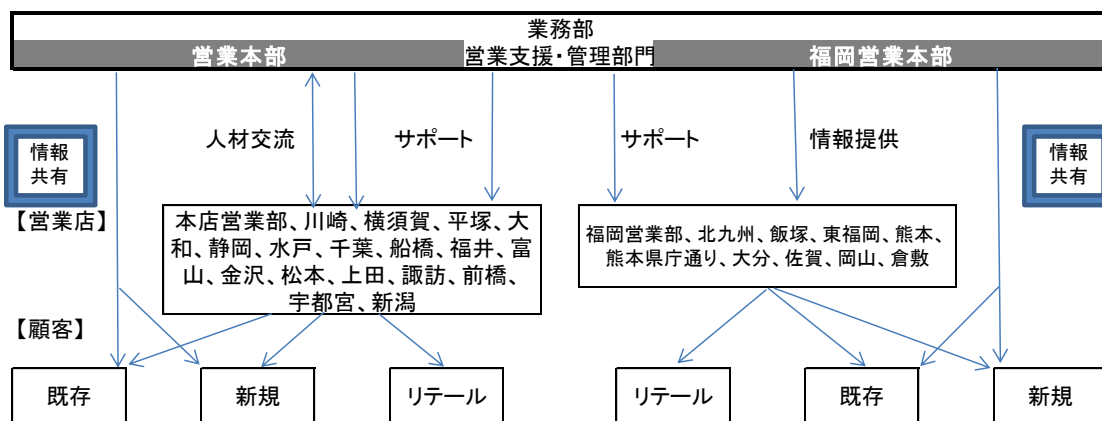 業務部
営業本部
営業支援・管理部門
福岡営業本部
人材交流
サポート
サポート
情報提供
情報
共有
情報
共有
【営業店】
本店営業部、川崎、横須賀、平塚、大
和、静岡、水戸、千葉、船橋、福井、富
山、金沢、松本、上田、諏訪、前橋、
宇都宮、新潟
福岡営業部、北九州、飯塚、東福岡、熊本、
熊本県庁通り、大分、佐賀、岡山、倉敷
【顧客】
既存
新規
リテール
リテール
既存
新規